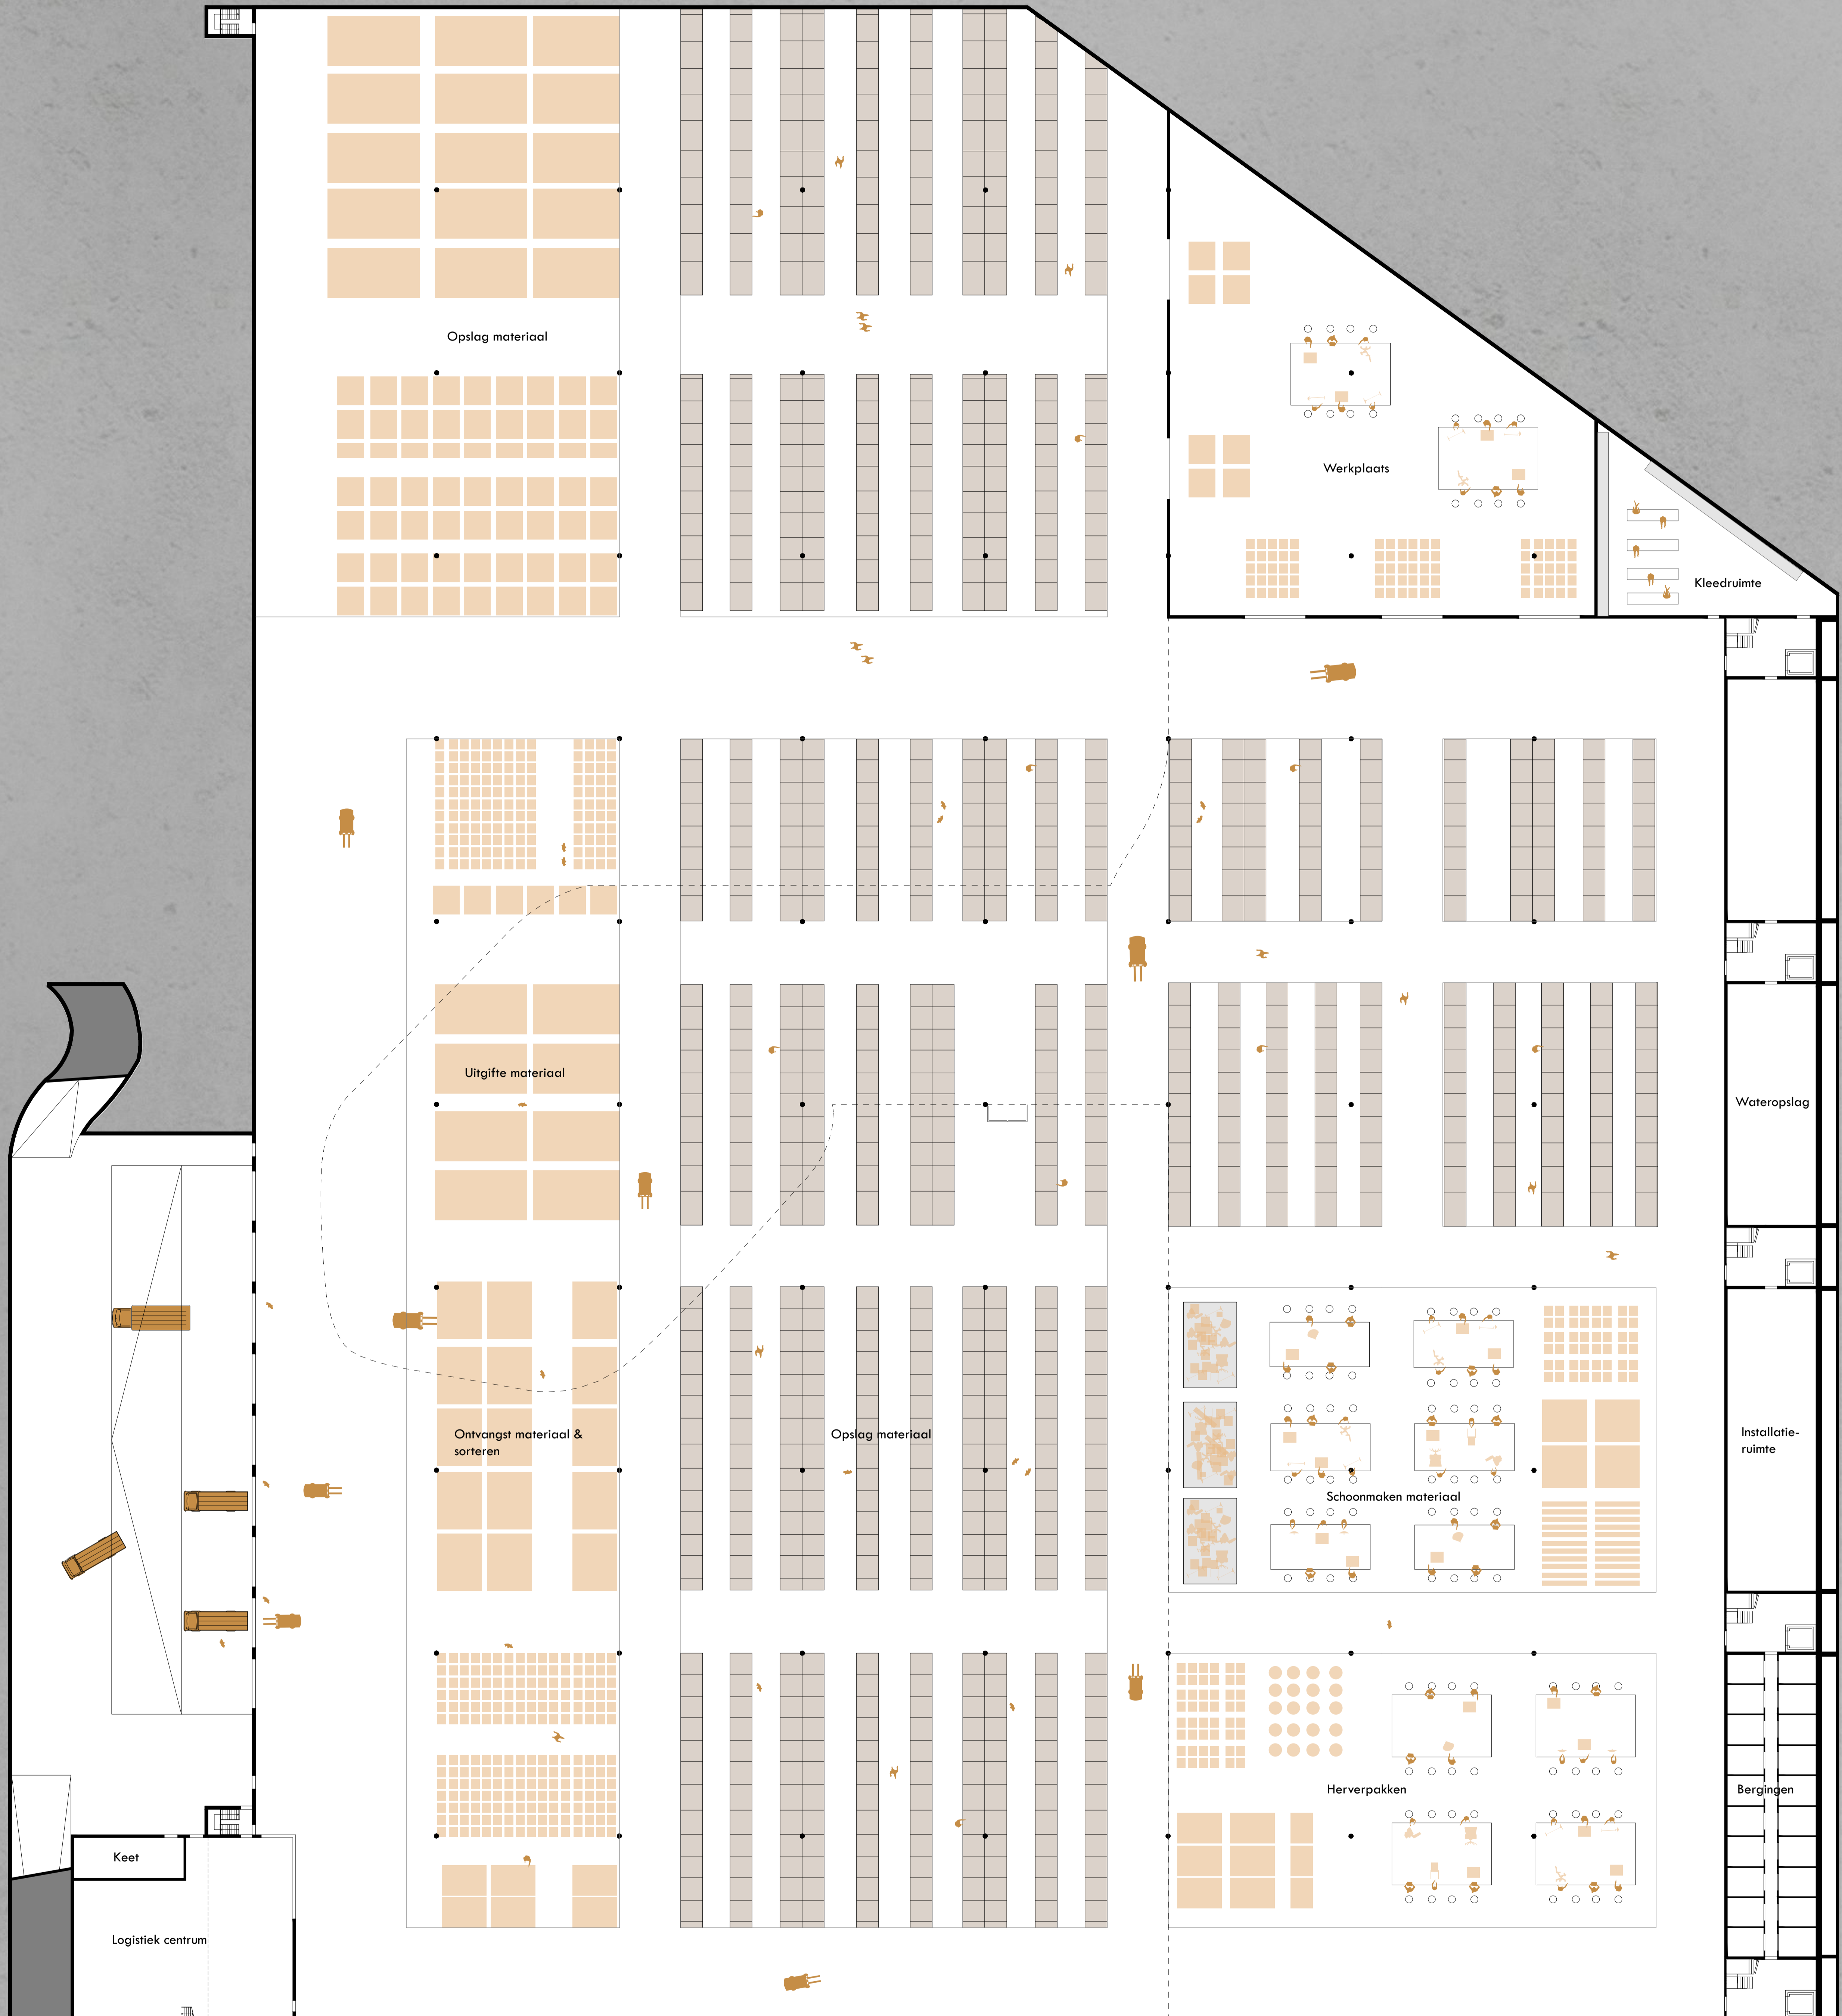 Opslag materiaal
Werkplaats
Kleedruimte
Uitgifte materiaal
Wateropslag
Ontvangst materiaal &
sorteren
Opslag materiaal
Installatie-
ruimte
Schoonmaken materiaal
Herverpakken
Bergingen
Keet
Logistiek centrum